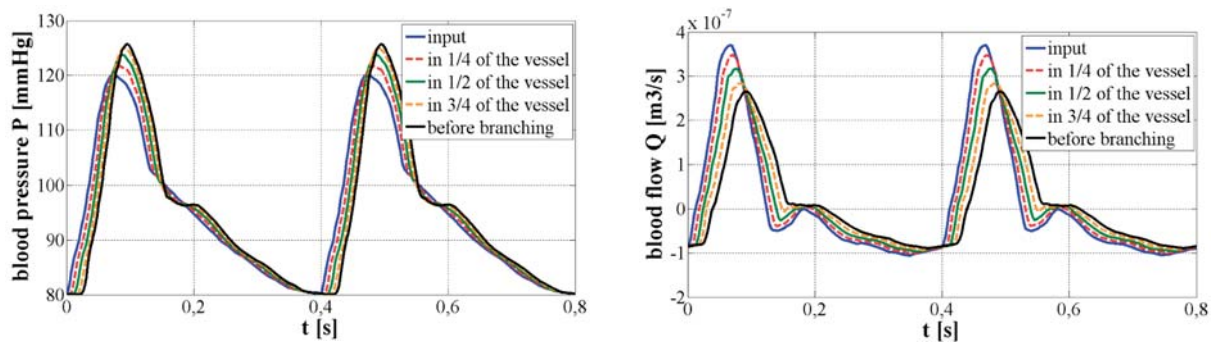 130
120
110
100
90
80
blood pressure P [mmHg]
input
in 1/4 of the vessel
in 1/2 of the vessel
in 3/4 of the vessel
before branching
0
0,2
0,4
0,6
0,8
t [s]
4 x 10^-7
3
2
1
0
-1
-2
blood flow Q [m3/s]
input
in 1/4 of the vessel
in 1/2 of the vessel
in 3/4 of the vessel
before branching
0
0,2
0,4
0,6
0,8
t [s]